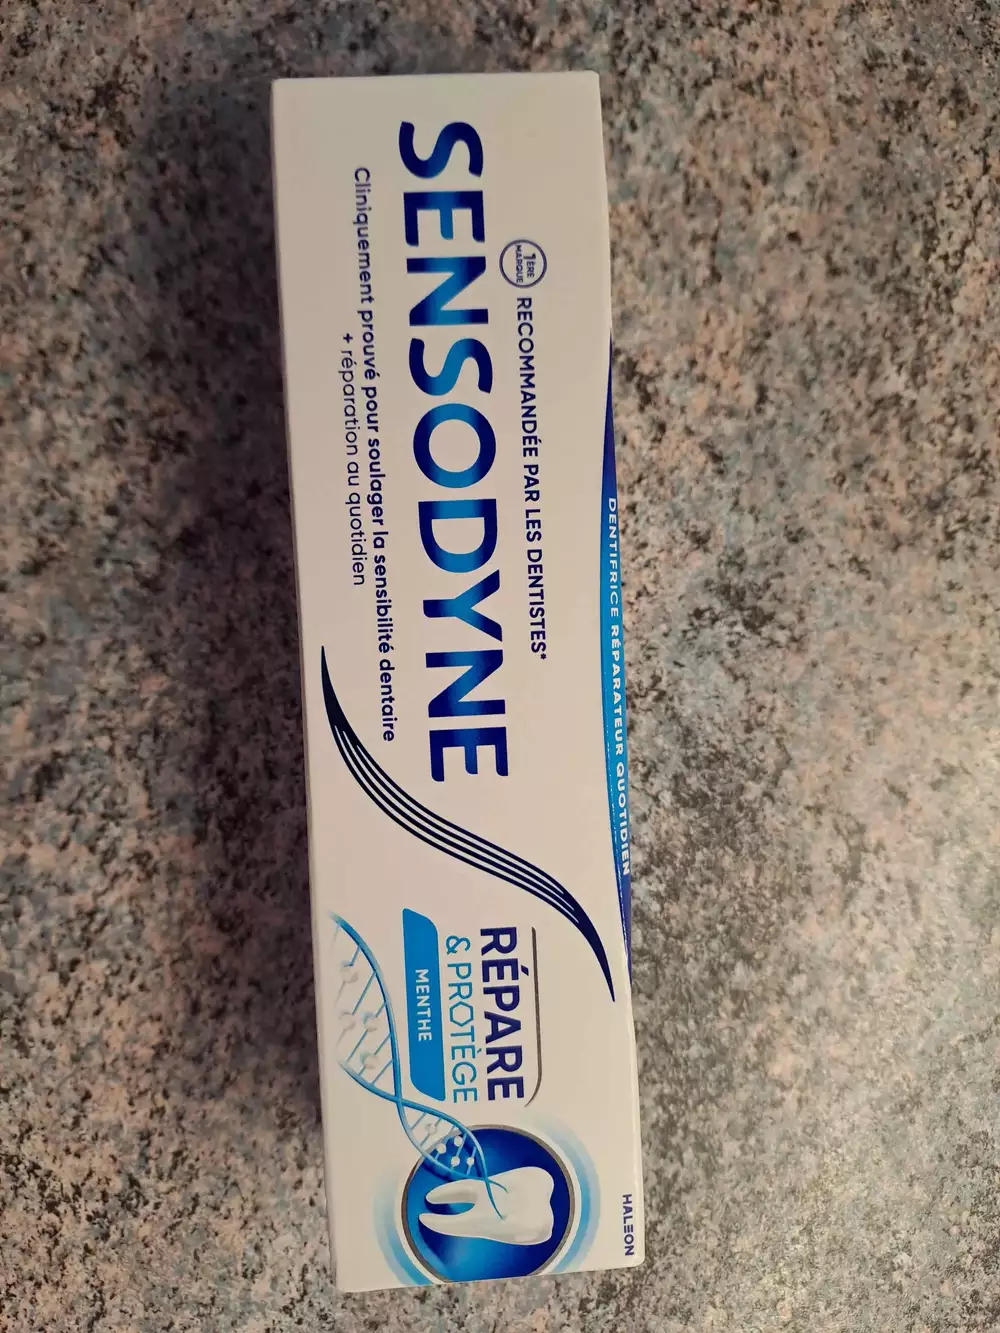 DENTIFRICE RÉPARATEUR QUOTIDIEN
1ÈRE
MARQUE
RECOMMANDÉE PAR LES DENTISTES*
SENSODYNE
Cliniquement prouvé pour soulager la sensibilité dentaire
+ réparation au quotidien
RÉPARE
& PROTÈGE
MENTHE
HALEON